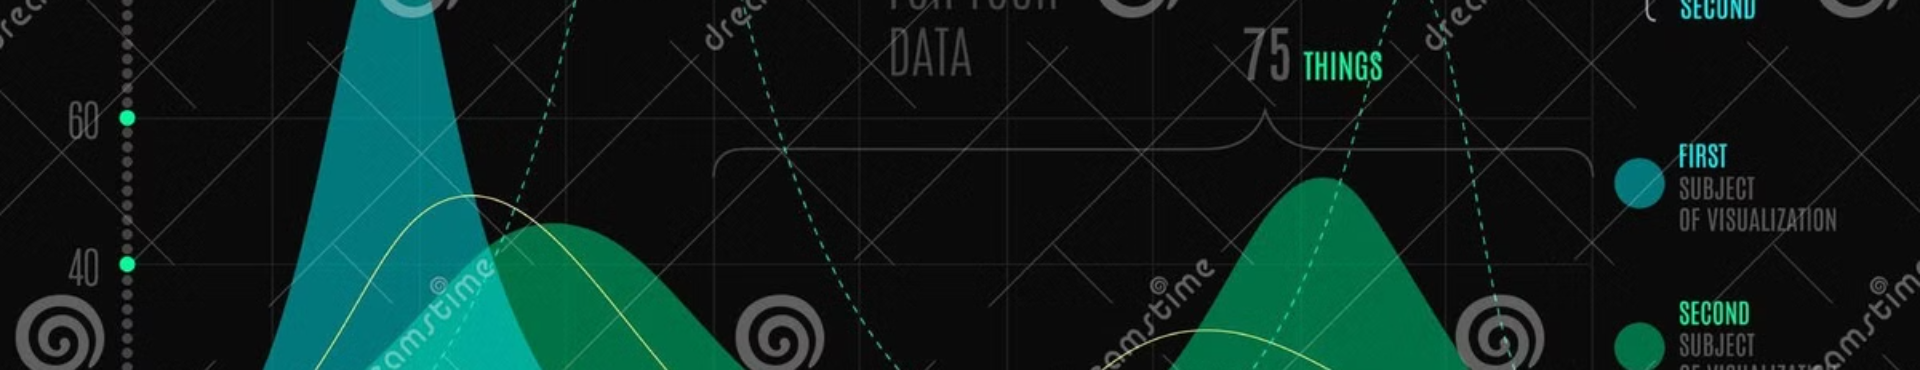 SECOND
DATA
75 THINGS
60
FIRST
SUBJECT
OF VISUALIZATION
40
SECOND
SUBJECT